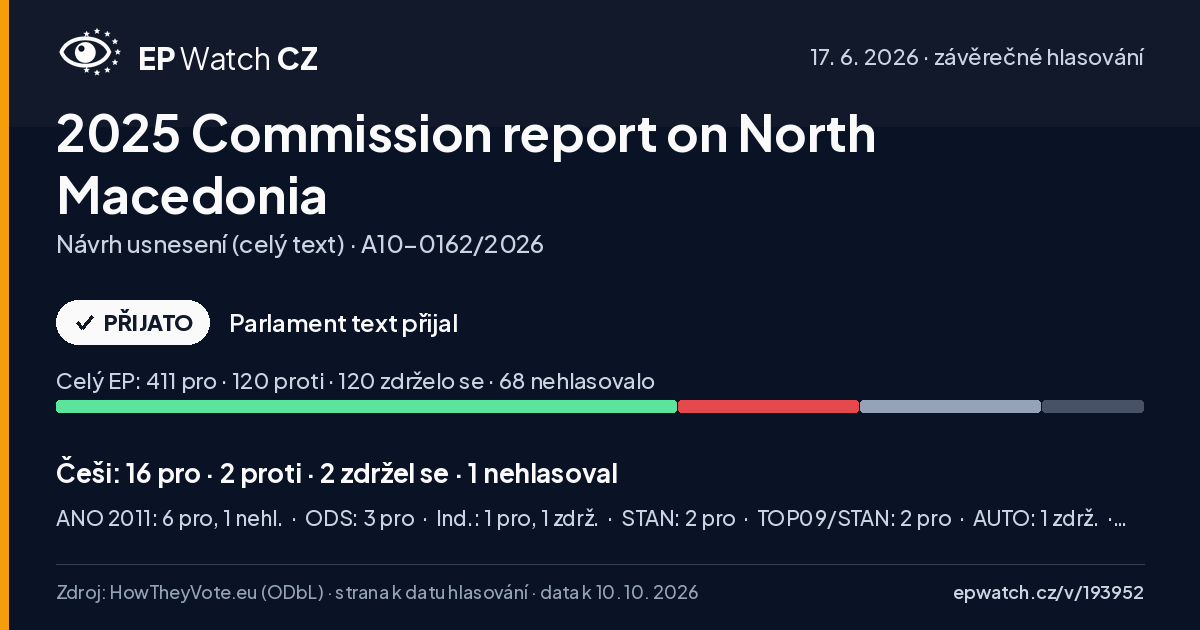 EP Watch CZ
17. 6. 2026 · závěrečné hlasování
2025 Commission report on North
Macedonia
Návrh usnesení (celý text) · A10–0162/2026
✓ PŘIJATO
Parlament text přijal
Celý EP: 411 pro · 120 proti · 120 zdrželo se · 68 nehlasovalo
Češi: 16 pro · 2 proti · 2 zdržel se · 1 nehlasoval
ANO 2011: 6 pro, 1 nehl. · ODS: 3 pro · Ind.: 1 pro, 1 zdrž. · STAN: 2 pro · TOP09/STAN: 2 pro · AUTO: 1 zdrž. ·…
Zdroj: HowTheyVote.eu (ODbL) · strana k datu hlasování · data k 10. 10. 2026
epwatch.cz/v/193952